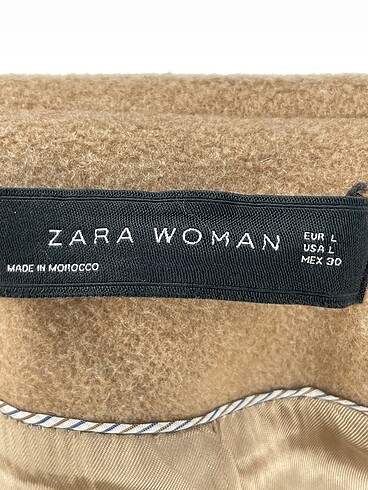 ZARA WOMAN
EUR L
USA L
MEX 30
MADE IN MOROCCO